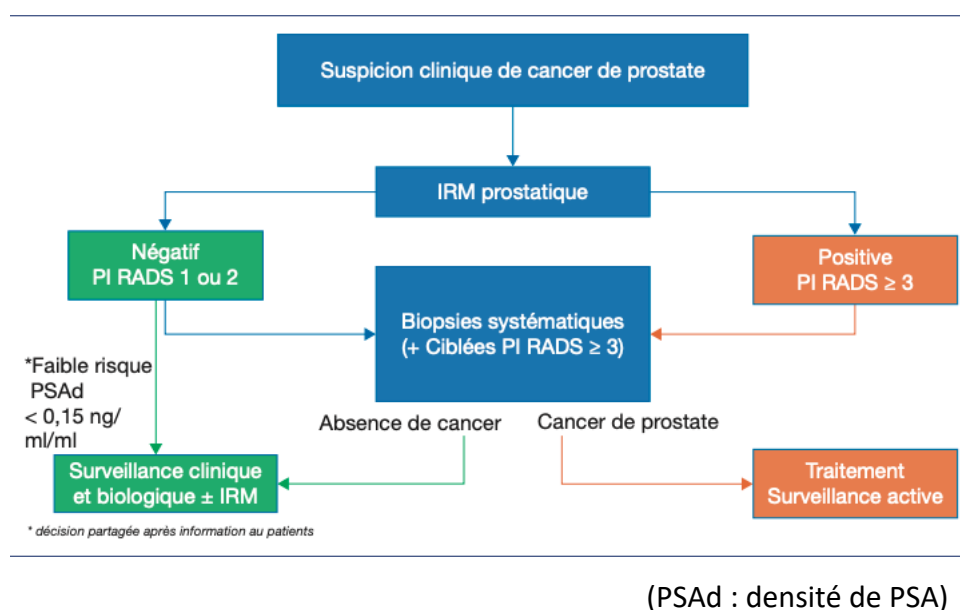 Suspicion clinique de cancer de prostate
IRM prostatique
Négatif
PI RADS 1 ou 2
Positive
PI RADS ≥ 3
Biopsies systématiques
(+ Ciblées PI RADS ≥ 3)
*Faible risque
PSAd
< 0,15 ng/
ml/ml
Absence de cancer
Cancer de prostate
Surveillance clinique
et biologique ± IRM
Traitement
Surveillance active
* décision partagée après information au patients
(PSAd : densité de PSA)